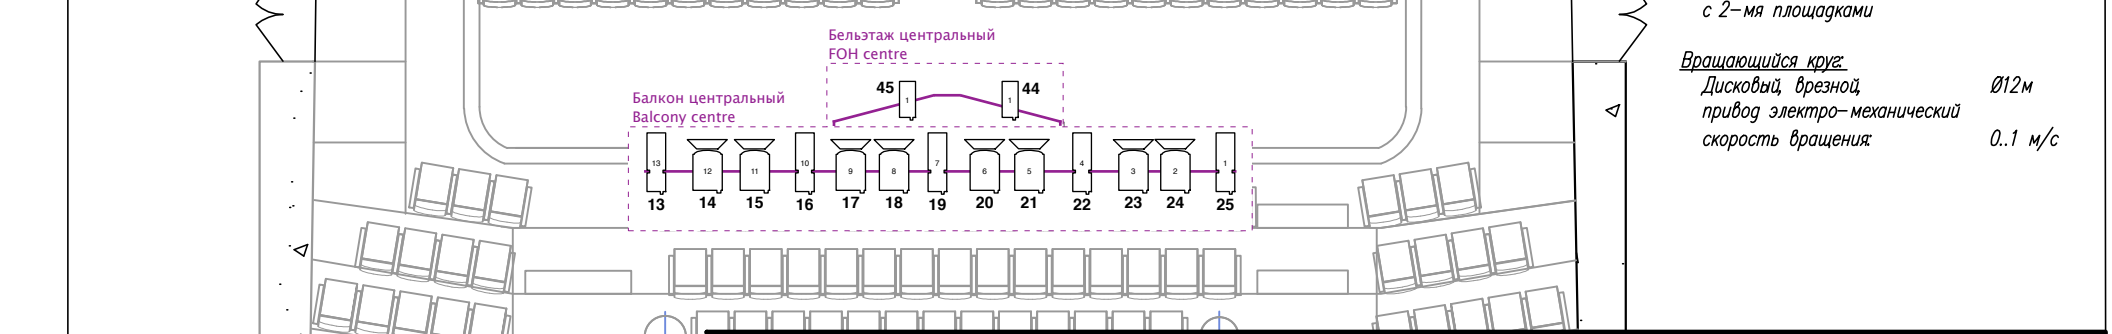 с 2-мя площадками
Вращающийся круг:
Дисковый, врезной, Ø12м
привод электро-механический
скорость вращения: 0..1 м/с
Бельэтаж центральный
FOH centre
45 1 1 44
Балкон центральный
Balcony centre
13 12 11 10 9 8 7 6 5 4 3 2 1
13 14 15 16 17 18 19 20 21 22 23 24 25